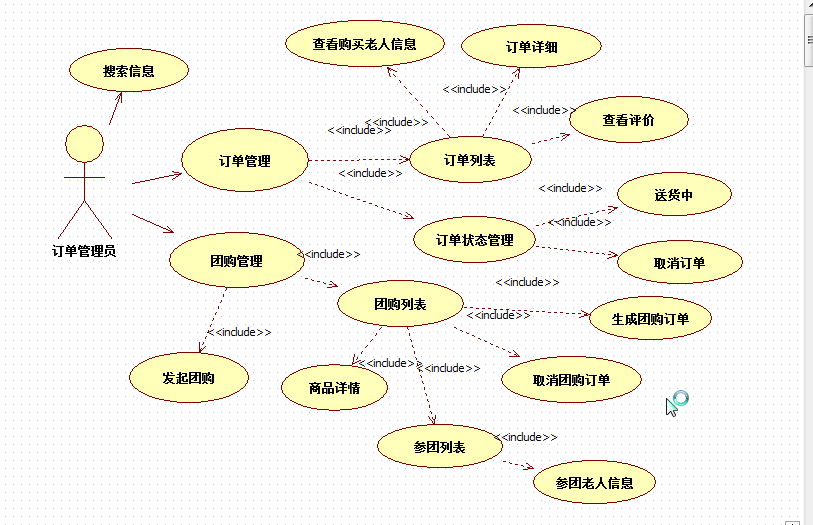 查看购买老人信息
订单详细
搜索信息
<<include>>
<<include>>
查看评价
<<include>>
<<include>>
订单管理
订单列表
<<include>>
<<include>>
送货中
<<include>>
订单管理员
订单状态管理
团购管理
<<include>>
取消订单
<<include>>
团购列表
<<include>>
生成团购订单
<<include>>
<<include>>
<<include>>
发起团购
商品详情
取消团购订单
<<include>>
参团列表
参团老人信息